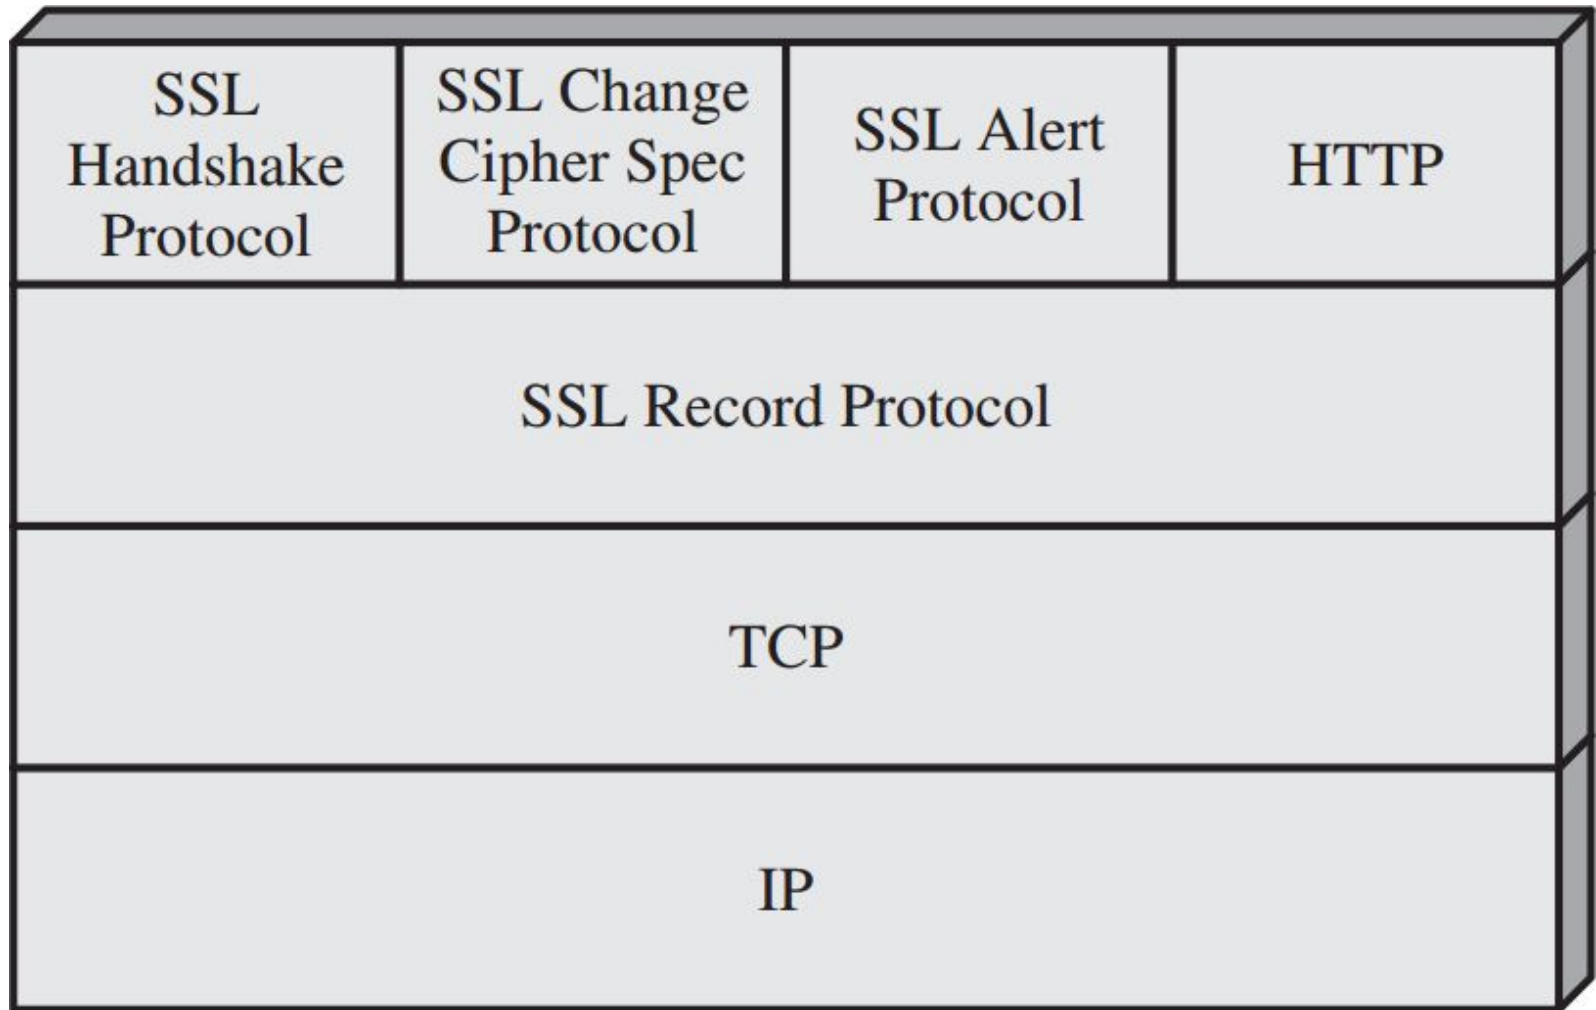 SSL
Handshake
Protocol
SSL Change
Cipher Spec
Protocol
SSL Alert
Protocol
HTTP
SSL Record Protocol
TCP
IP